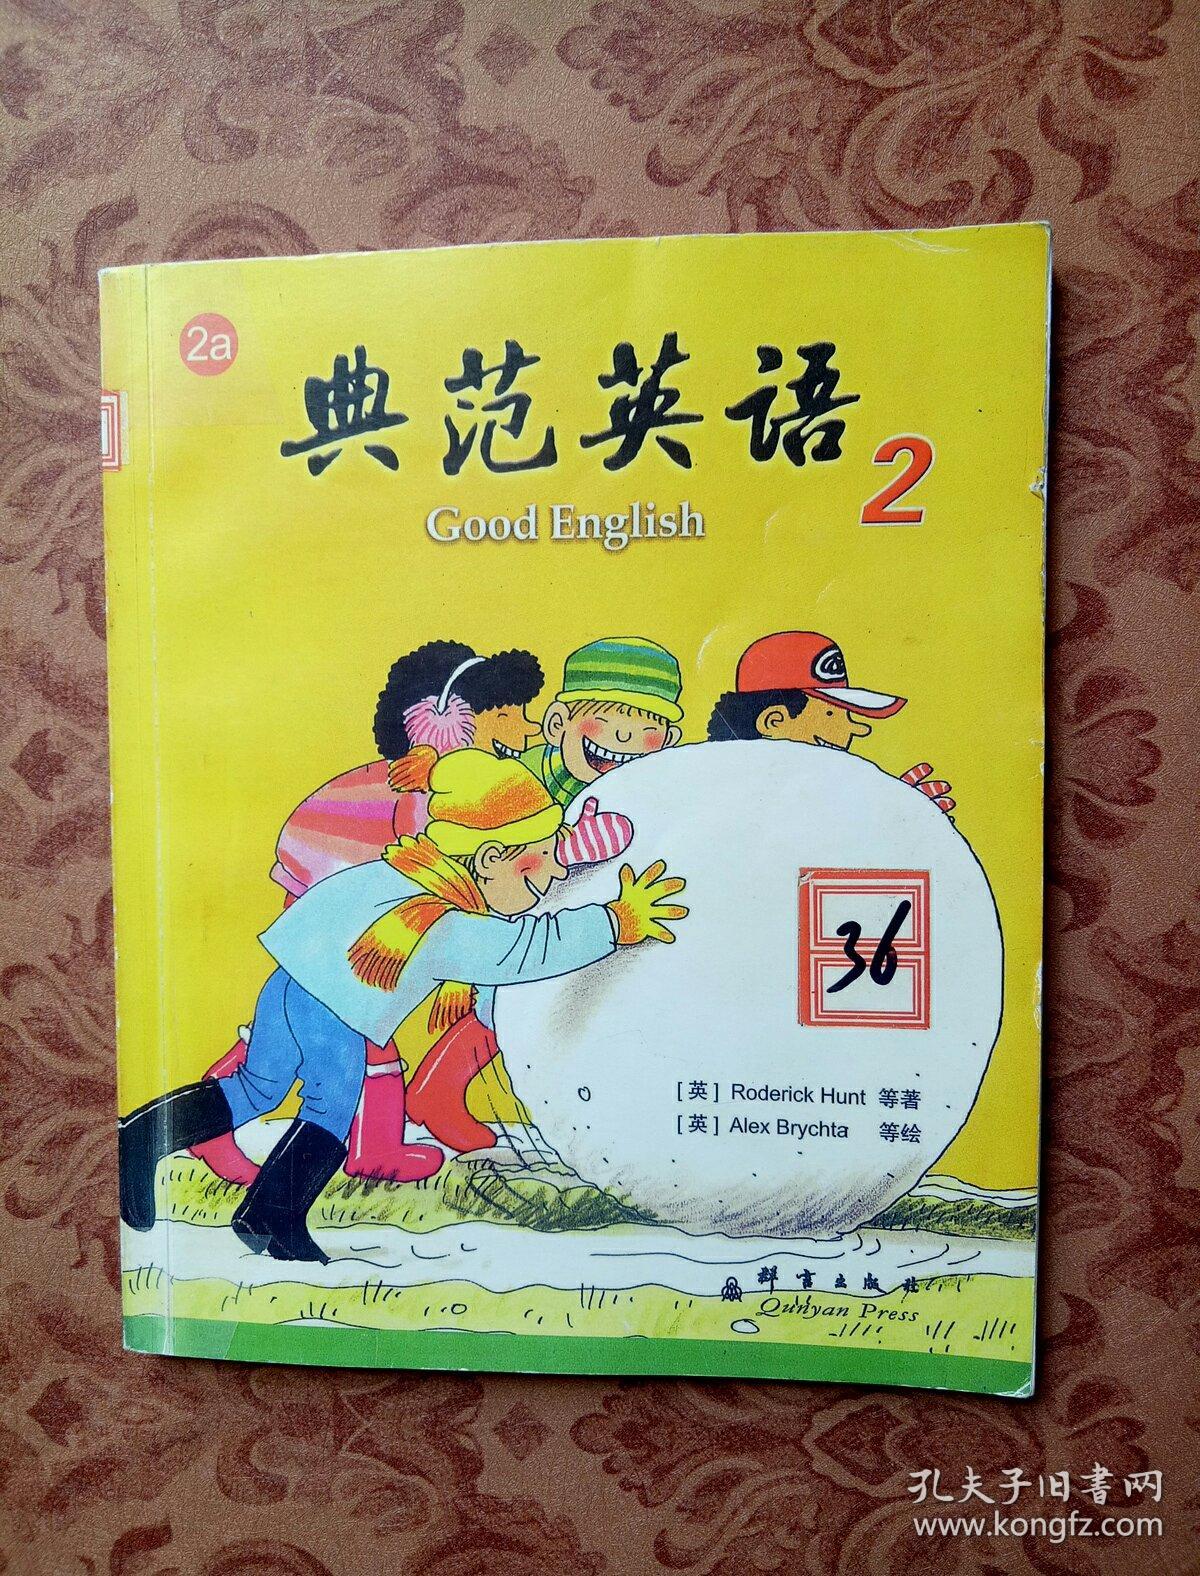 2a
典范英语 2
Good English
36
[英] Roderick Hunt 等著
[英] Alex Brychta 等绘
群言出版社
Qunyan Press
孔夫子旧书网
www.kongfz.com